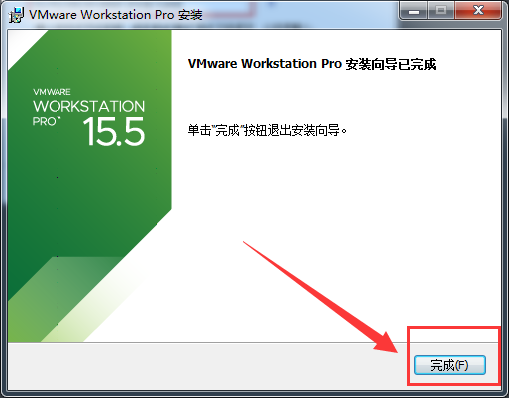 VMware Workstation Pro 安装
VMWARE
WORKSTATION
PRO™
15.5
VMware Workstation Pro 安装向导已完成
单击"完成"按钮退出安装向导。
完成(F)